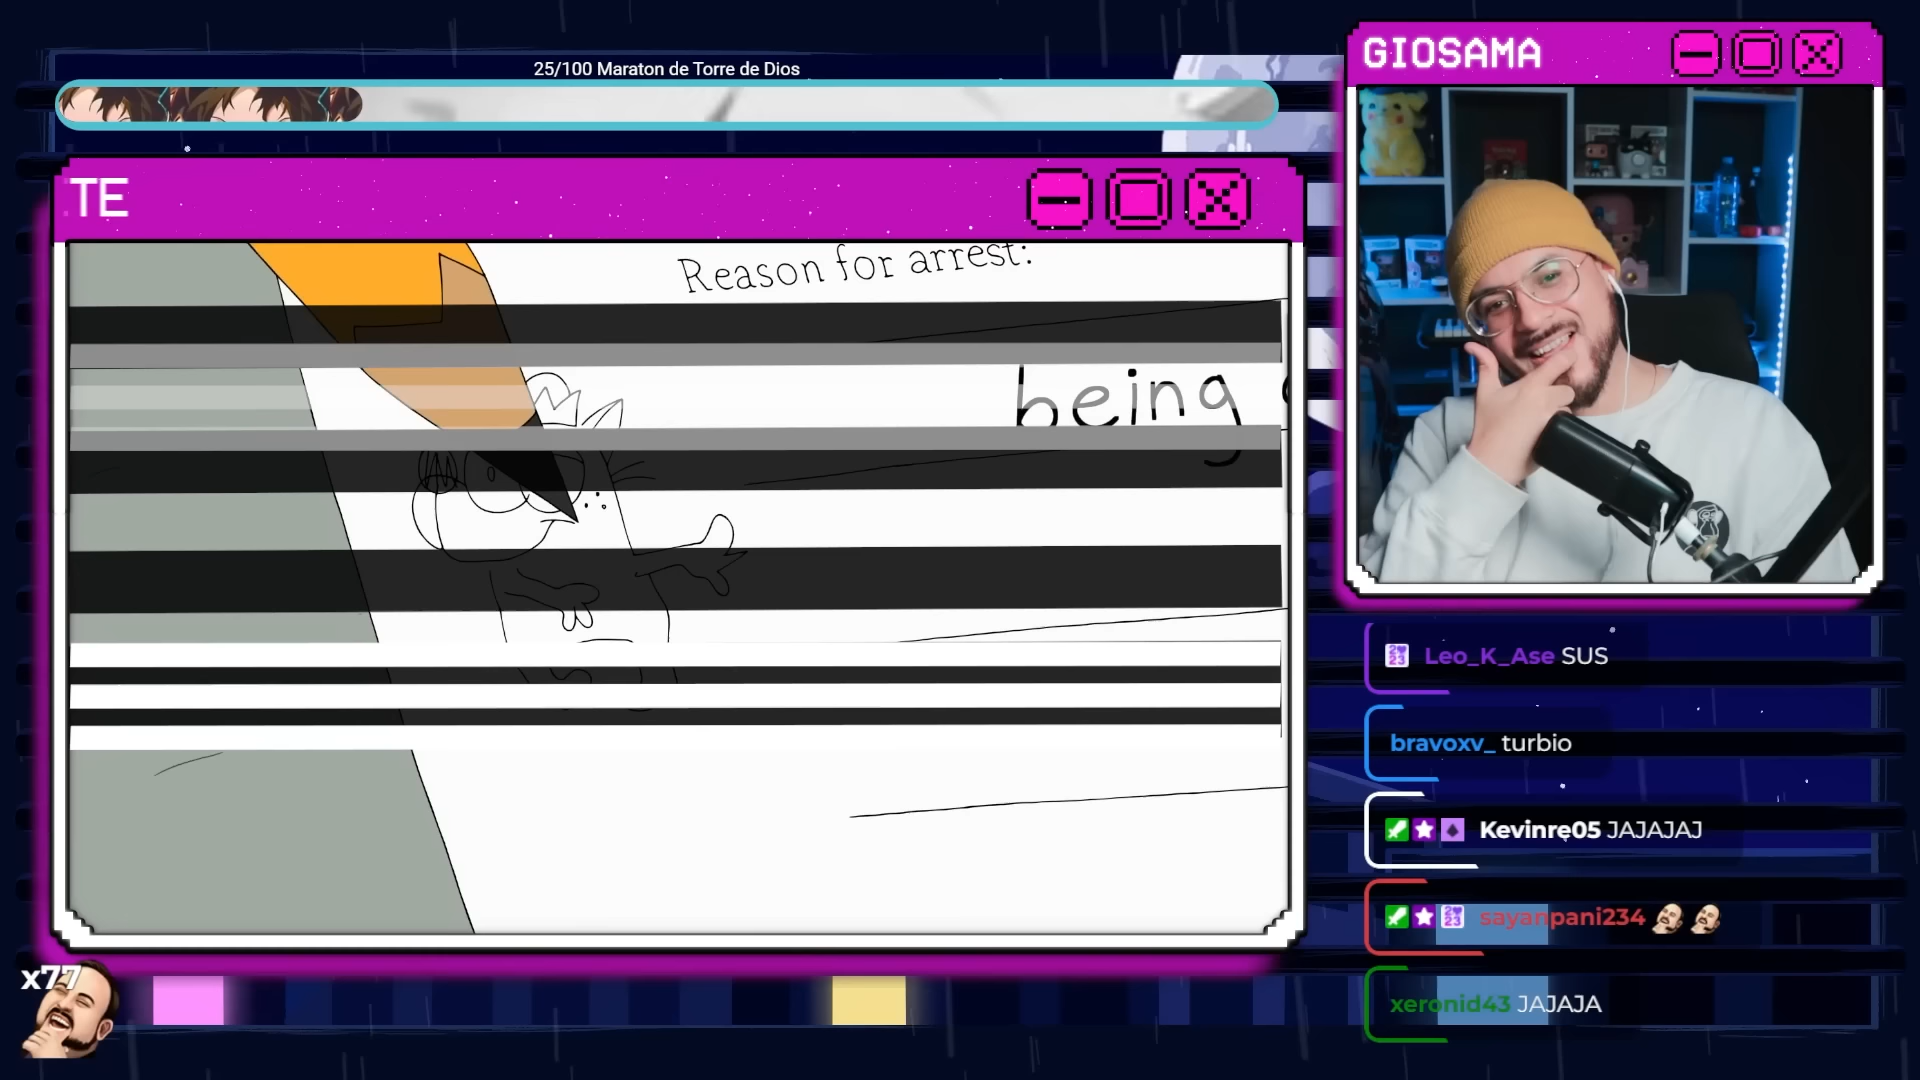 25/100 Maraton de Torre de Dios
GIOSAMA
TE
Reason for arrest:
being
Leo_K_Ase SUS
bravoxv_ turbio
Kevinre05 JAJAJAJ
sayanpani234
x77
xeronid43 JAJAJA